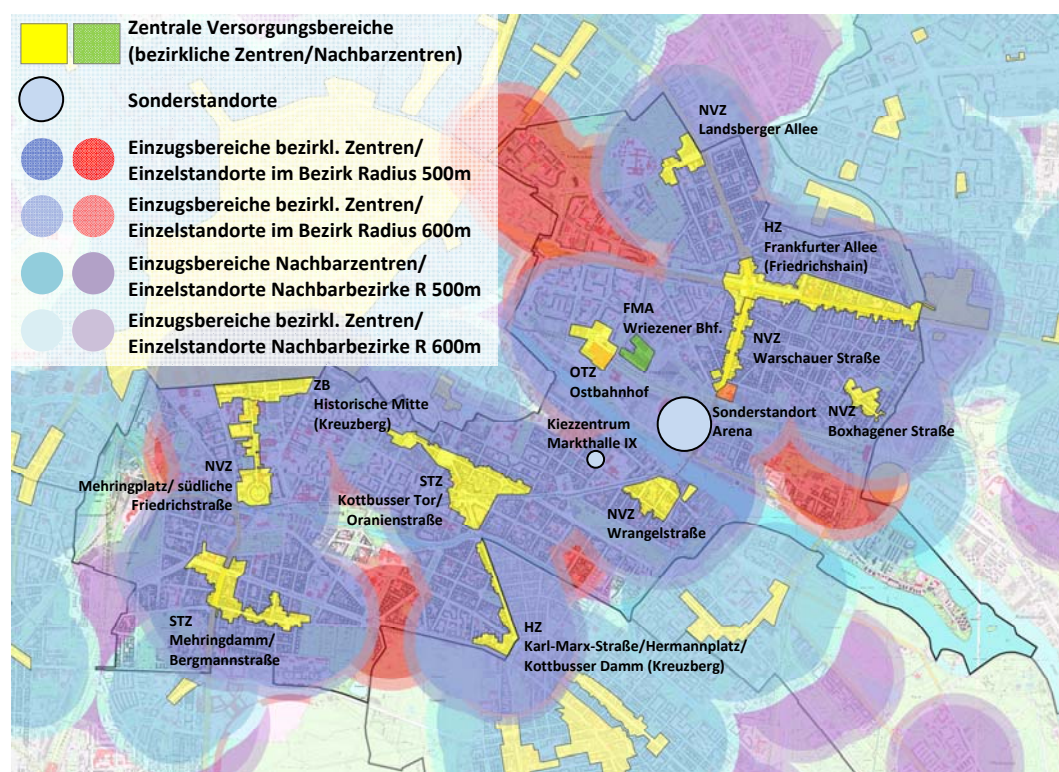 Zentrale Versorgungsbereiche
(bezirkliche Zentren/Nachbarzentren)
Sonderstandorte
Einzugsbereiche bezirkl. Zentren/
Einzelstandorte im Bezirk Radius 500m
Einzugsbereiche bezirkl. Zentren/
Einzelstandorte im Bezirk Radius 600m
Einzugsbereiche Nachbarzentren/
Einzelstandorte Nachbarbezirke R 500m
Einzugsbereiche bezirkl. Zentren/
Einzelstandorte Nachbarbezirke R 600m
NVZ
Landsberger Allee
HZ
Frankfurter Allee
(Friedrichshain)
FMA
Wriezener Bhf.
NVZ
Warschauer Straße
OTZ
Ostbahnhof
ZB
Historische Mitte
(Kreuzberg)
Kiezzentrum
Markthalle IX
Sonderstandort
Arena
NVZ
Boxhagener Straße
NVZ
Mehringplatz/ südliche
Friedrichstraße
STZ
Kottbusser Tor/
Oranienstraße
NVZ
Wrangelstraße
STZ
Mehringdamm/
Bergmannstraße
HZ
Karl-Marx-Straße/Hermannplatz/
Kottbusser Damm (Kreuzberg)